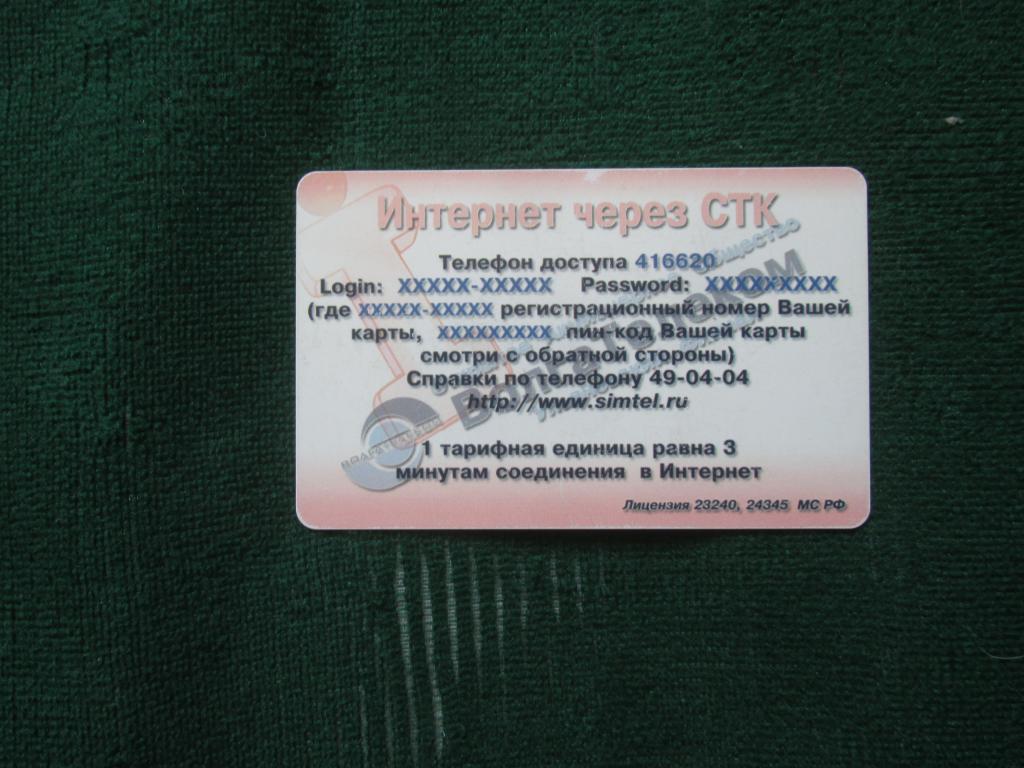 Интернет через СТК
Телефон доступа 416620
Login: XXXXX-XXXXX Password: XXXXXXXXX
(где XXXXX-XXXXX регистрационный номер Вашей
карты, XXXXXXXXX пин-код Вашей карты
смотри с обратной стороны)
Справки по телефону 49-04-04
http://www.simtel.ru
1 тарифная единица равна 3
минутам соединения в Интернет
Лицензия 23240, 24345 МС РФ
общество
ВолгаТелеком